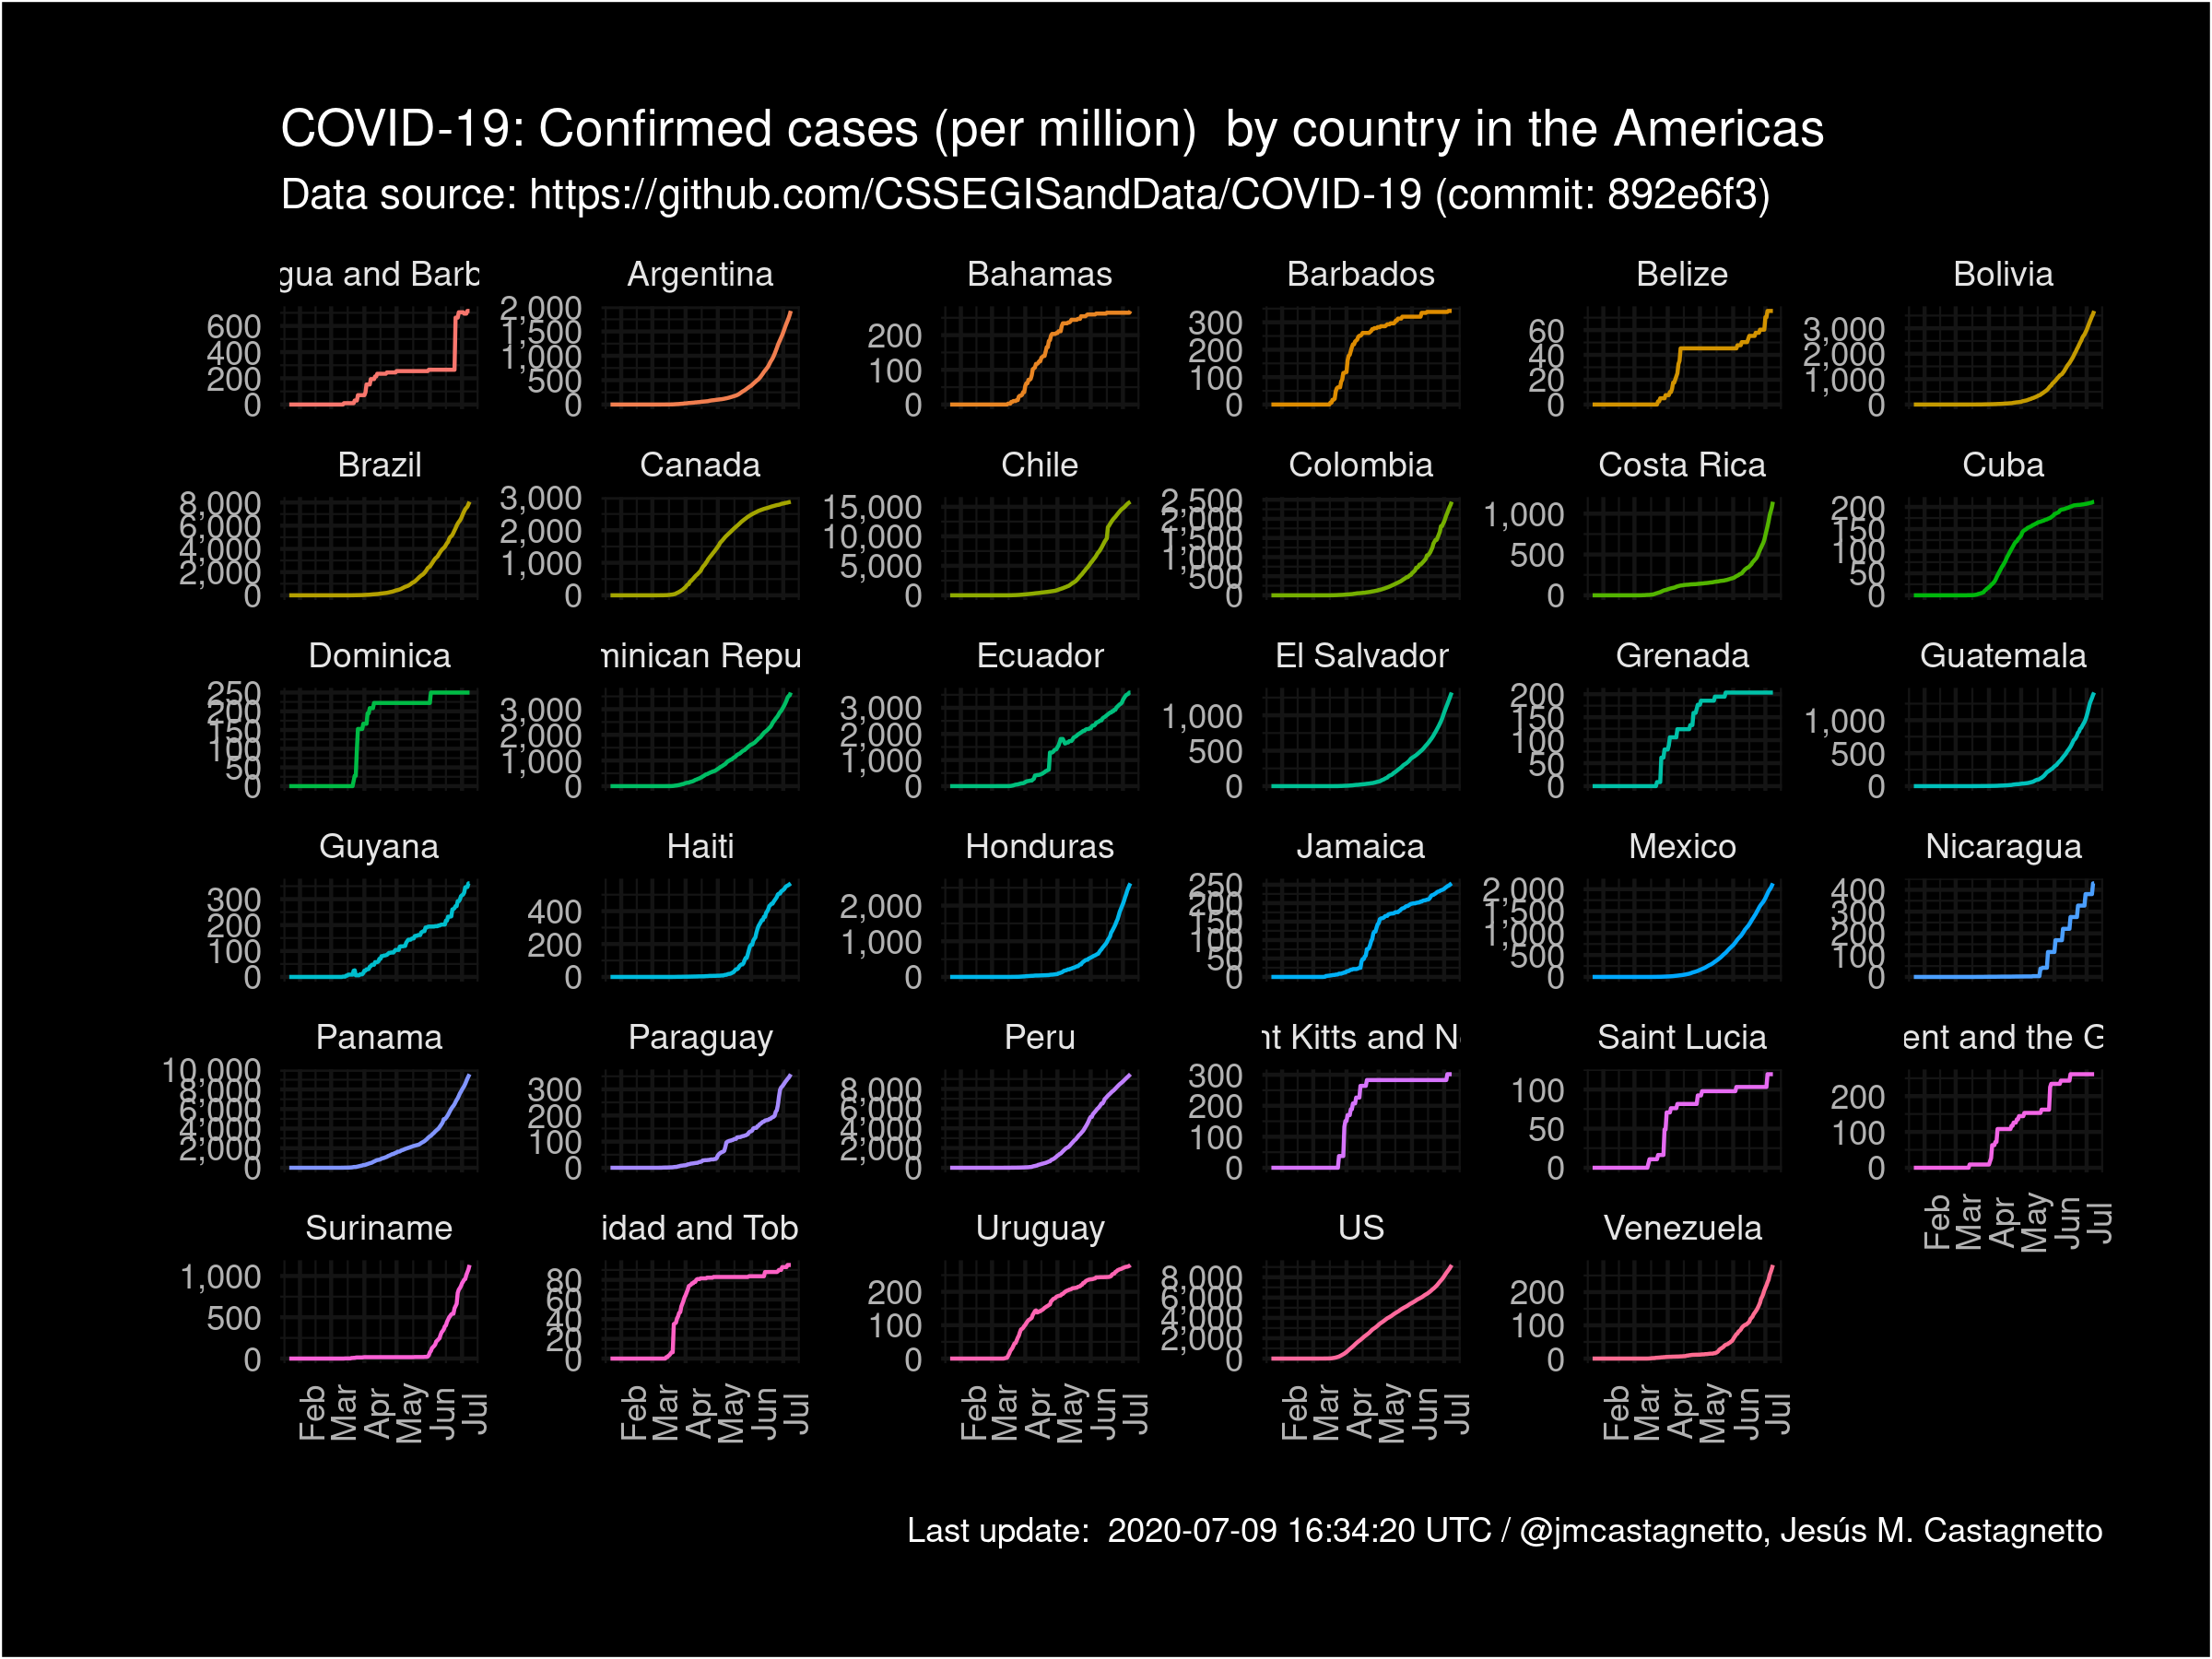 COVID-19: Confirmed cases (per million)  by country in the Americas
Data source: https://github.com/CSSEGISandData/COVID-19 (commit: 892e6f3)
gua and Barb Argentina Bahamas Barbados Belize Bolivia
600 400 200 0
2,000 1,500 1,000 500 0
200 100 0
300 200 100 0
60 40 20 0
3,000 2,000 1,000 0
Brazil Canada Chile Colombia Costa Rica Cuba
8,000 6,000 4,000 2,000 0
3,000 2,000 1,000 0
15,000 10,000 5,000 0
2,500 2,000 1,500 1,000 500 0
1,000 500 0
200 150 100 50 0
Dominica minican Repu Ecuador El Salvador Grenada Guatemala
250 200 150 100 50 0
3,000 2,000 1,000 0
3,000 2,000 1,000 0
1,000 500 0
200 150 100 50 0
1,000 500 0
Guyana Haiti Honduras Jamaica Mexico Nicaragua
300 200 100 0
400 200 0
2,000 1,000 0
250 200 150 100 50 0
2,000 1,500 1,000 500 0
400 300 200 100 0
Panama Paraguay Peru nt Kitts and N Saint Lucia ent and the G
10,000 8,000 6,000 4,000 2,000 0
300 200 100 0
8,000 6,000 4,000 2,000 0
300 200 100 0
100 50 0
200 100 0
Feb Mar Apr May Jun Jul
Suriname idad and Tob Uruguay US Venezuela
1,000 500 0
80 60 40 20 0
200 100 0
8,000 6,000 4,000 2,000 0
200 100 0
Feb Mar Apr May Jun Jul
Feb Mar Apr May Jun Jul
Feb Mar Apr May Jun Jul
Feb Mar Apr May Jun Jul
Feb Mar Apr May Jun Jul
Last update:  2020-07-09 16:34:20 UTC / @jmcastagnetto, Jesús M. Castagnetto